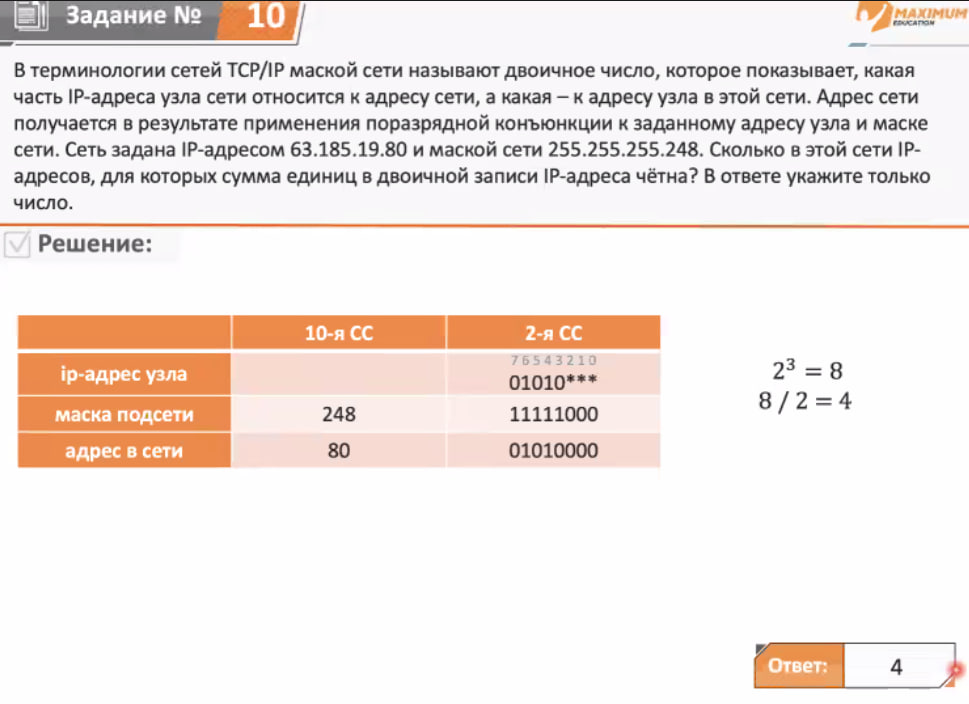 Задание № 10
MAXIMUM
EDUCATION
В терминологии сетей TCP/IP маской сети называют двоичное число, которое показывает, какая
часть IP-адреса узла сети относится к адресу сети, а какая – к адресу узла в этой сети. Адрес сети
получается в результате применения поразрядной конъюнкции к заданному адресу узла и маске
сети. Сеть задана IP-адресом 63.185.19.80 и маской сети 255.255.255.248. Сколько в этой сети IP-
адресов, для которых сумма единиц в двоичной записи IP-адреса чётна? В ответе укажите только
число.
Решение:
10-я СС 2-я СС
7 6 5 4 3 2 1 0
ip-адрес узла 01010***
маска подсети 248 11111000
адрес в сети 80 01010000
2³ = 8
8 / 2 = 4
Ответ: 4